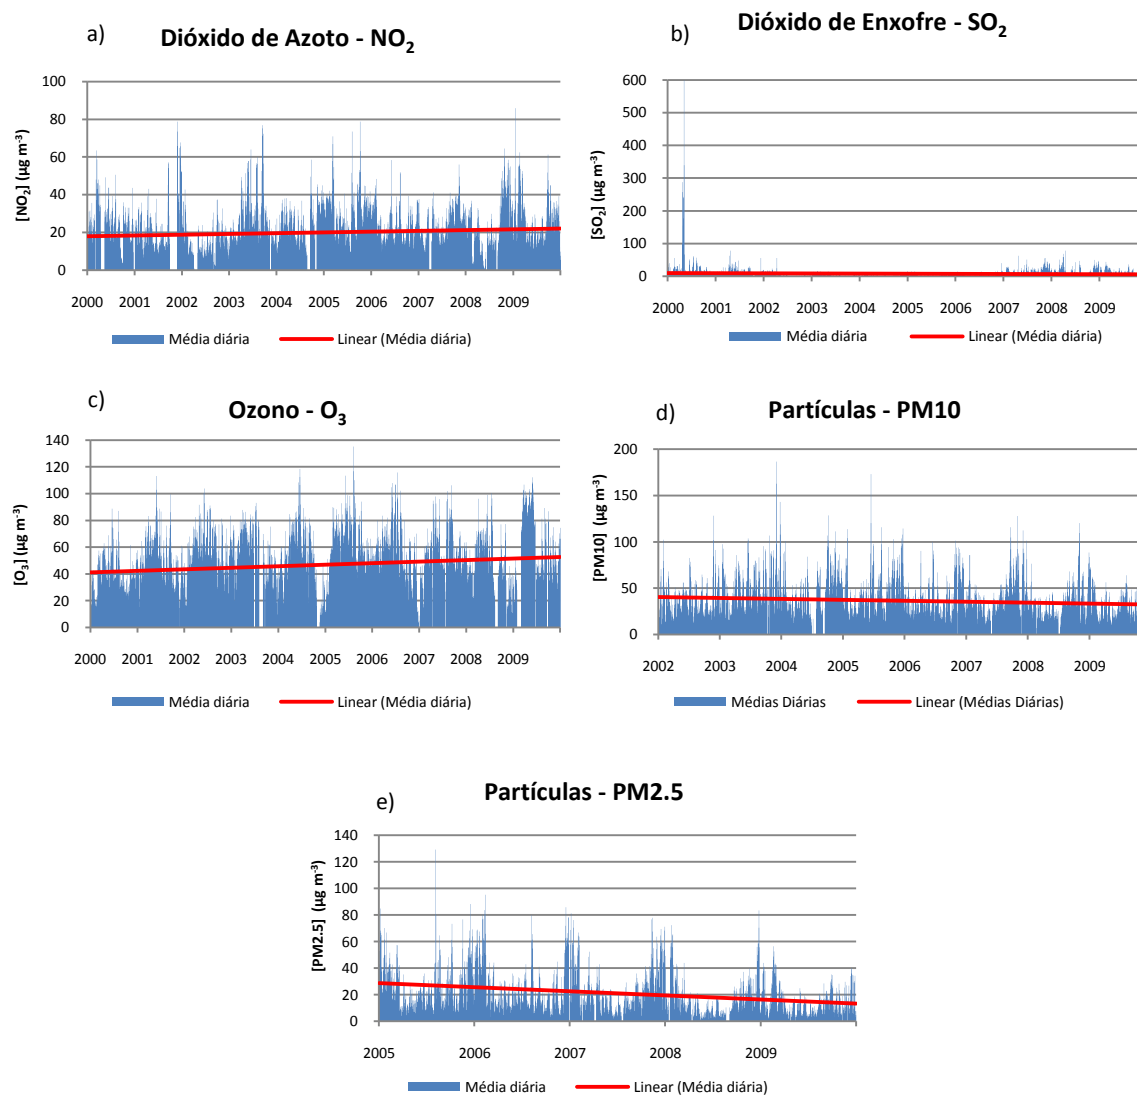 a)
Dióxido de Azoto - NO₂
[NO₂] (µg m⁻³)
100
80
60
40
20
0
2000 2001 2002 2003 2004 2005 2006 2007 2008 2009
Média diária Linear (Média diária)
b)
Dióxido de Enxofre - SO₂
[SO₂] (µg m⁻³)
600
500
400
300
200
100
0
2000 2001 2002 2003 2004 2005 2006 2007 2008 2009
Média diária Linear (Média diária)
c)
Ozono - O₃
[O₃] (µg m⁻³)
140
120
100
80
60
40
20
0
2000 2001 2002 2003 2004 2005 2006 2007 2008 2009
Média diária Linear (Média diária)
d)
Partículas - PM10
[PM10] (µg m⁻³)
200
150
100
50
0
2002 2003 2004 2005 2006 2007 2008 2009
Médias Diárias Linear (Médias Diárias)
e)
Partículas - PM2.5
[PM2.5] (µg m⁻³)
140
120
100
80
60
40
20
0
2005 2006 2007 2008 2009
Média diária Linear (Média diária)